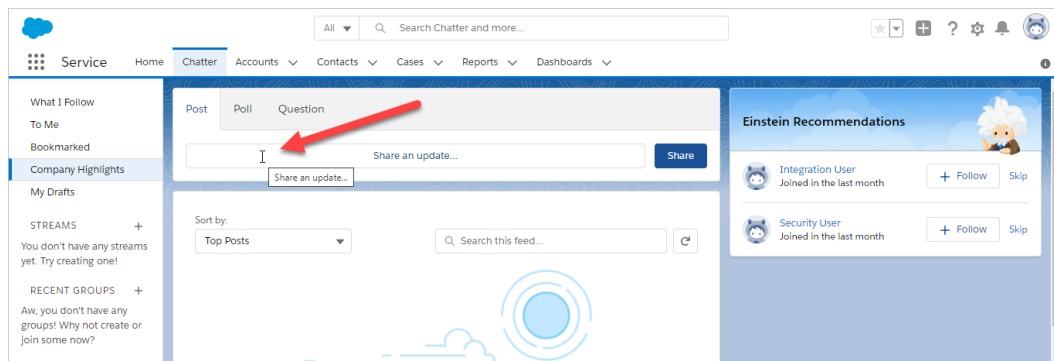 All
Search Chatter and more...
Service
Home
Chatter
Accounts
Contacts
Cases
Reports
Dashboards
What I Follow
To Me
Bookmarked
Company Highlights
My Drafts
STREAMS +
You don't have any streams
yet. Try creating one!
RECENT GROUPS +
Aw, you don't have any
groups! Why not create or
join some now?
Post
Poll
Question
Share an update...
Share
Share an update...
Sort by:
Top Posts
Search this feed...
Einstein Recommendations
Integration User
Joined in the last month
+ Follow
Skip
Security User
Joined in the last month
+ Follow
Skip